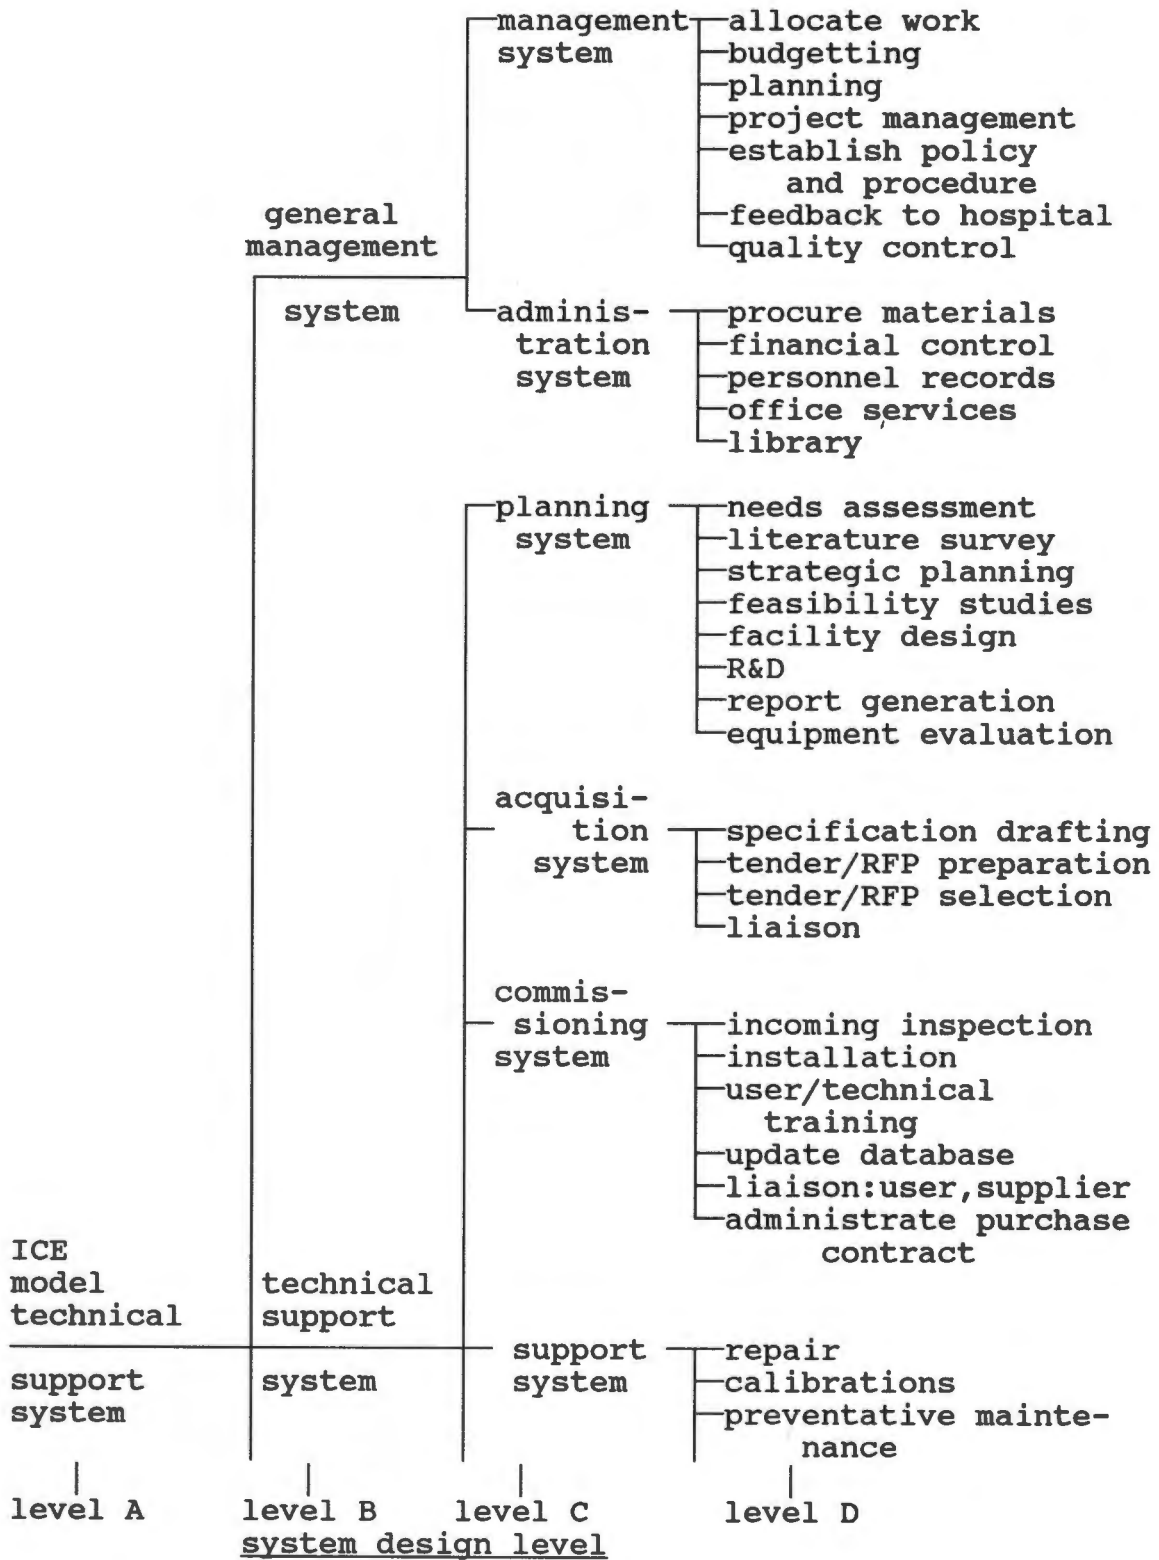 management
system
allocate work
budgetting
planning
project management
establish policy
and procedure
feedback to hospital
quality control
general
management
system
adminis-
tration
system
procure materials
financial control
personnel records
office services
library
planning
system
needs assessment
literature survey
strategic planning
feasibility studies
facility design
R&D
report generation
equipment evaluation
acquisi-
tion
system
specification drafting
tender/RFP preparation
tender/RFP selection
liaison
commis-
sioning
system
incoming inspection
installation
user/technical
training
update database
liaison:user,supplier
administrate purchase
contract
ICE
model
technical
support
system
technical
support
system
support
system
repair
calibrations
preventative mainte-
nance
level A
level B
level C
level D
system design level